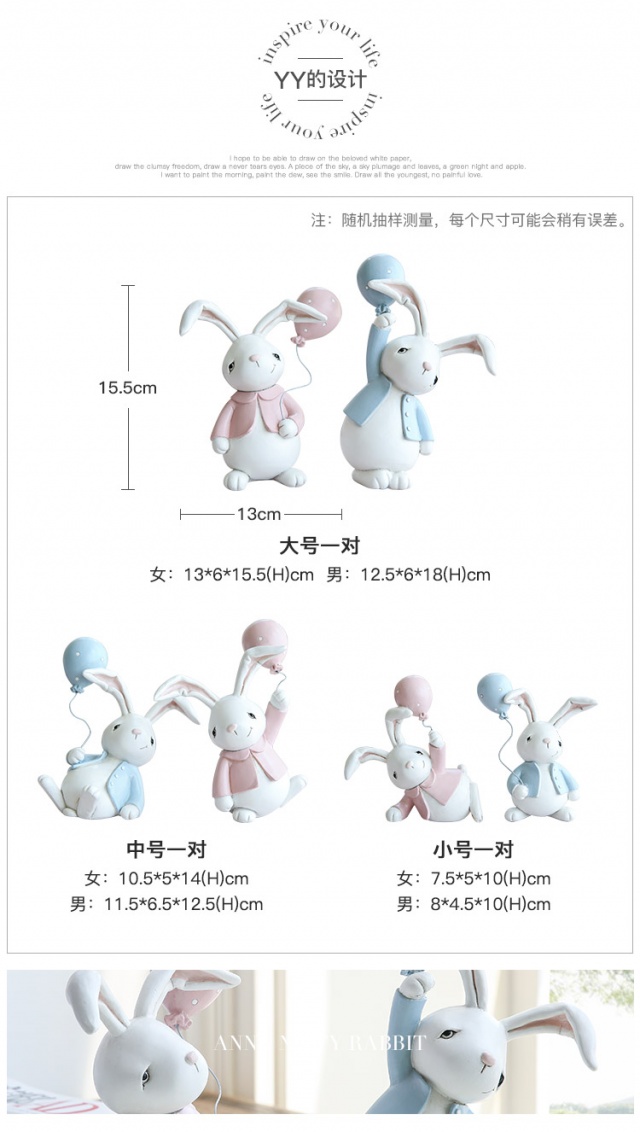 inspire your life
YY的设计
inspire your life
inspire your life
I hope to be able to draw on the beloved white paper,
draw the clumsy freedom, draw a never tears eyes. A piece of the sky, a sky plumage and leaves, a green night and apple.
I want to paint the morning, paint the dew, see the smile. Draw all the youngest, no painful love.
注：随机抽样测量，每个尺寸可能会稍有误差。
15.5cm
13cm
大号一对
女：13*6*15.5(H)cm 男：12.5*6*18(H)cm
中号一对
女：10.5*5*14(H)cm
男：11.5*6.5*12.5(H)cm
小号一对
女：7.5*5*10(H)cm
男：8*4.5*10(H)cm
RABBIT